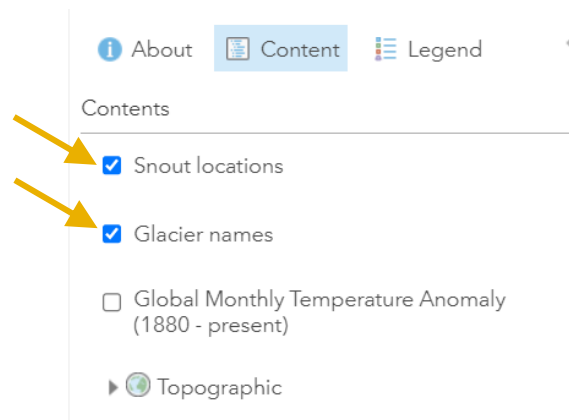 About Content Legend
Contents
Snout locations
Glacier names
Global Monthly Temperature Anomaly
(1880 - present)
Topographic